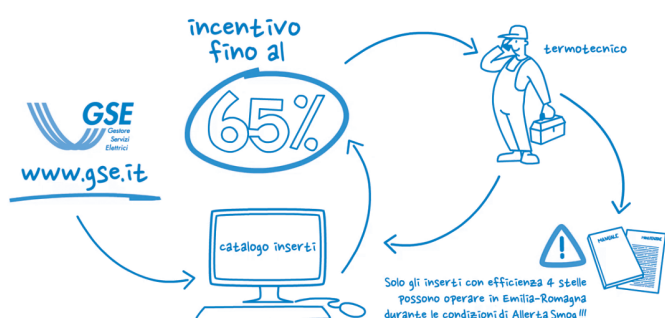 incentivo
fino al
65%
termotecnico
GSE
Gestore
Servizi
Elettrici
www.gse.it
catalogo inserti
MANUALE
Solo gli inserti con efficienza 4 stelle
possono operare in Emilia-Romagna
durante le condizioni di Allerta Smog!!!